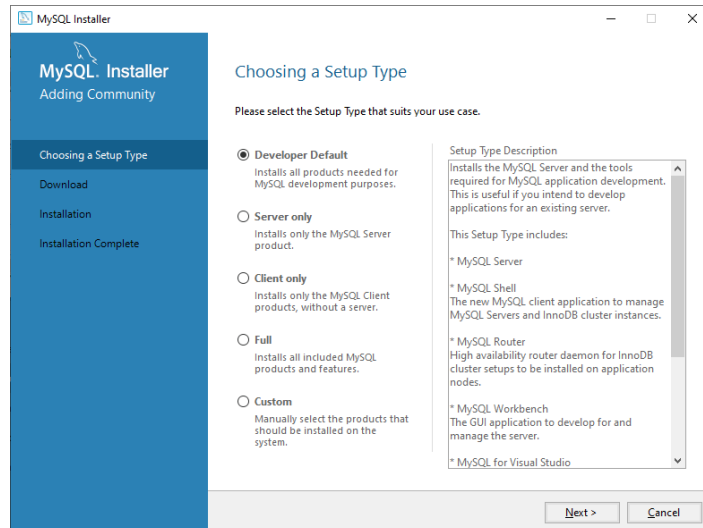 MySQL Installer
MySQL. Installer
Adding Community
Choosing a Setup Type
Download
Installation
Installation Complete
Choosing a Setup Type
Please select the Setup Type that suits your use case.
Developer Default
Installs all products needed for
MySQL development purposes.
Server only
Installs only the MySQL Server
product.
Client only
Installs only the MySQL Client
products, without a server.
Full
Installs all included MySQL
products and features.
Custom
Manually select the products that
should be installed on the
system.
Setup Type Description
Installs the MySQL Server and the tools
required for MySQL application development.
This is useful if you intend to develop
applications for an existing server.
This Setup Type includes:
* MySQL Server
* MySQL Shell
The new MySQL client application to manage
MySQL Servers and InnoDB cluster instances.
* MySQL Router
High availability router daemon for InnoDB
cluster setups to be installed on application
nodes.
* MySQL Workbench
The GUI application to develop for and
manage the server.
* MySQL for Visual Studio
Next >
Cancel